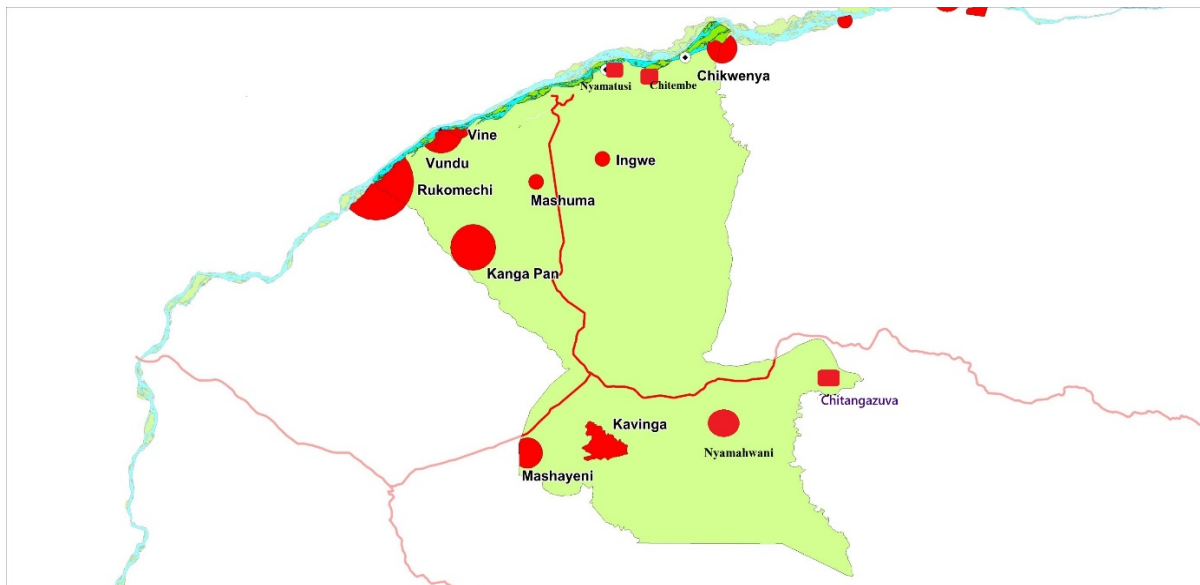 Chikwenya
Nyamatusi
Chitembe
Vine
Vundu
Ingwe
Rukomechi
Mashuma
Kanga Pan
Chitangazuva
Kavinga
Nyamahwani
Mashayeni